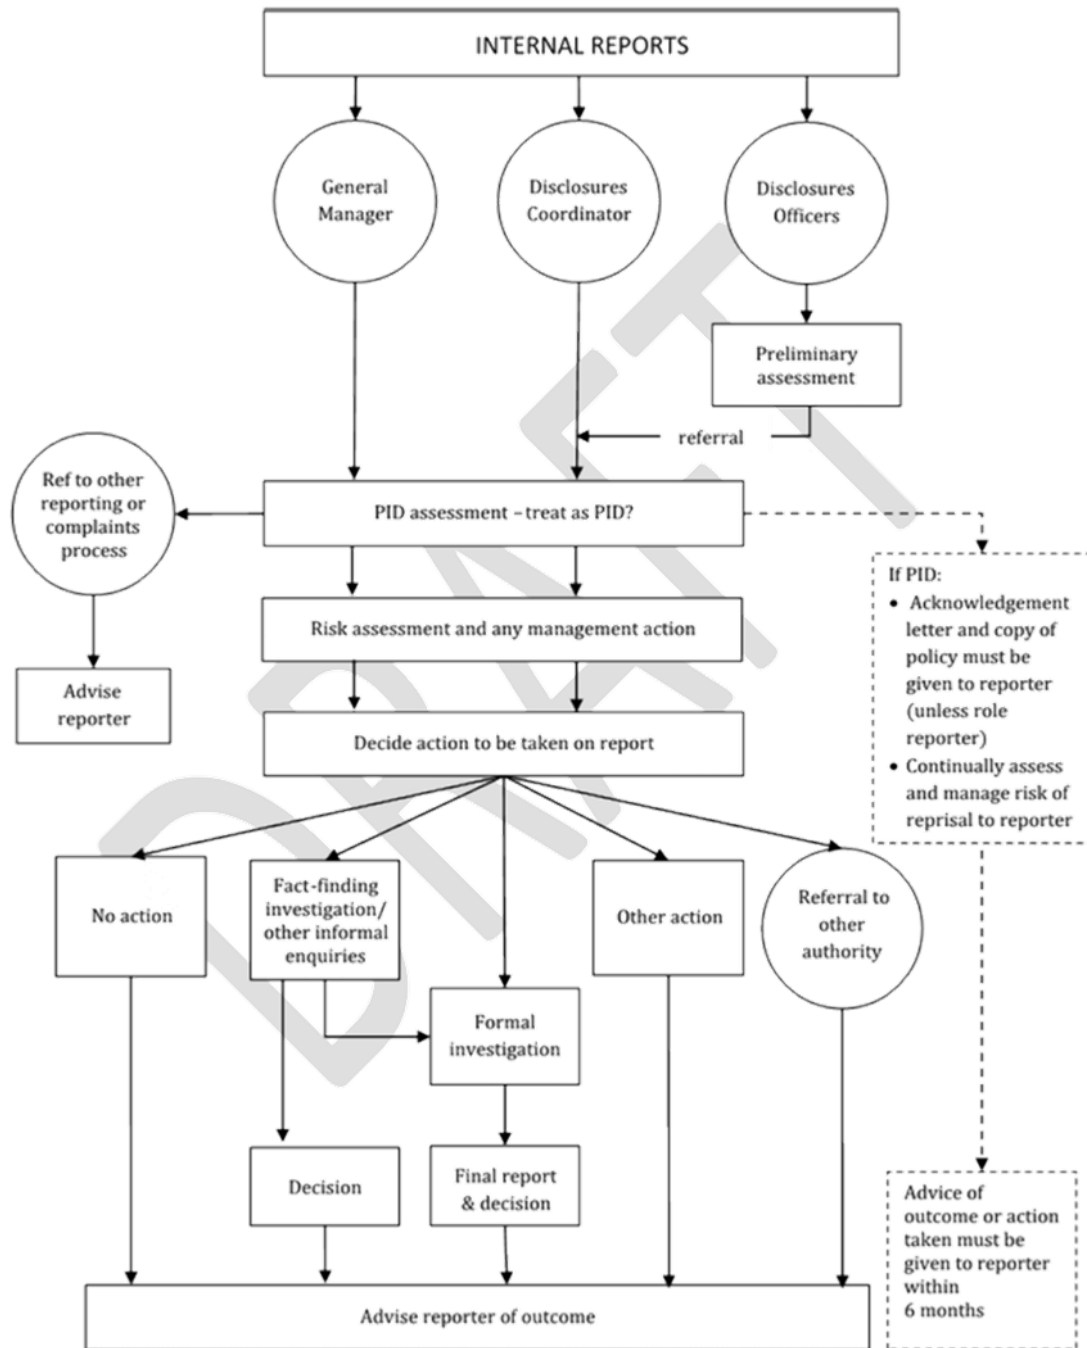 INTERNAL REPORTS
General
Manager
Disclosures
Coordinator
Disclosures
Officers
Preliminary
assessment
referral
Ref to other
reporting or
complaints
process
PID assessment – treat as PID?
If PID:
• Acknowledgement
letter and copy of
policy must be
given to reporter
(unless role
reporter)
• Continually assess
and manage risk of
reprisal to reporter
Risk assessment and any management action
Advise
reporter
Decide action to be taken on report
No action
Fact-finding
investigation/
other informal
enquiries
Other action
Referral to
other
authority
Formal
investigation
Decision
Final report
& decision
Advice of
outcome or action
taken must be
given to reporter
within
6 months
Advise reporter of outcome
DRAFT